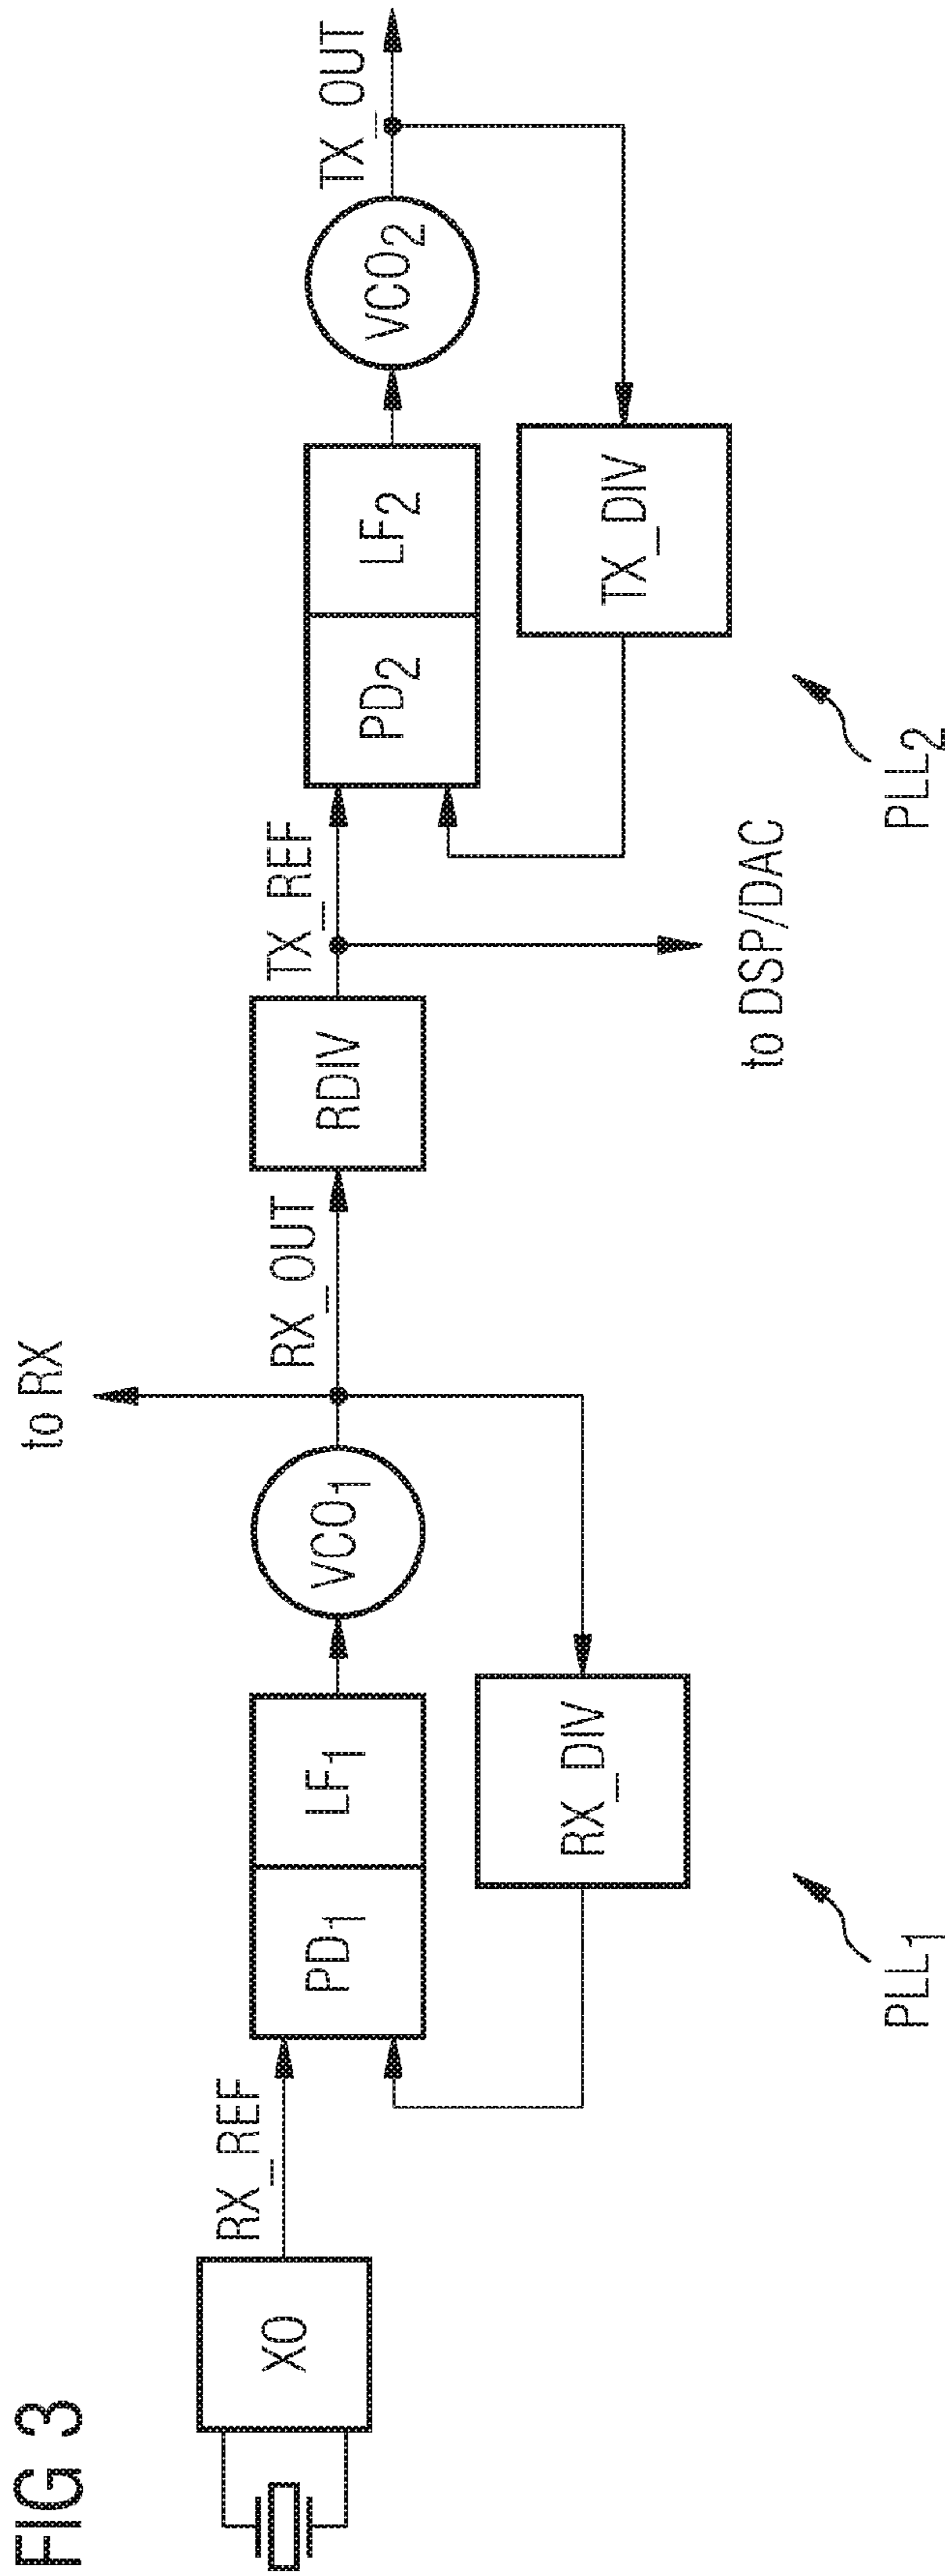 FIG 3
XO
RX_REF
PD1
LF1
VCO1
to RX
RX_OUT
RX_DIV
PLL1
RDIV
TX_REF
to DSP/DAC
PD2
LF2
VCO2
TX_OUT
TX_DIV
PLL2